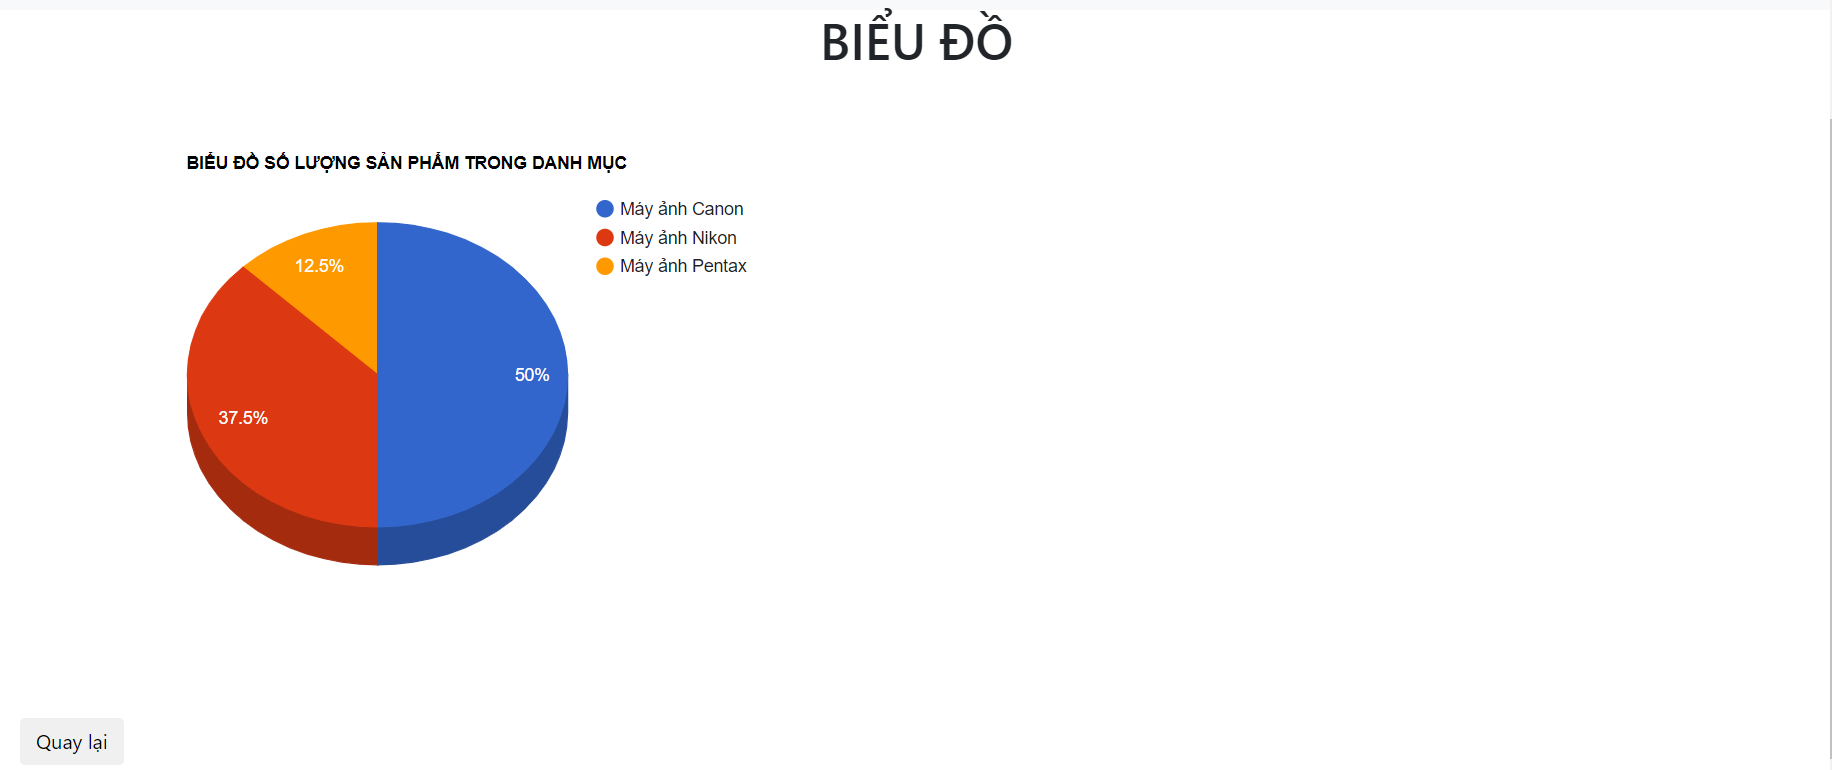 BIỂU ĐỒ
BIỂU ĐỒ SỐ LƯỢNG SẢN PHẨM TRONG DANH MỤC
Máy ảnh Canon
Máy ảnh Nikon
Máy ảnh Pentax
12.5%
50%
37.5%
Quay lại